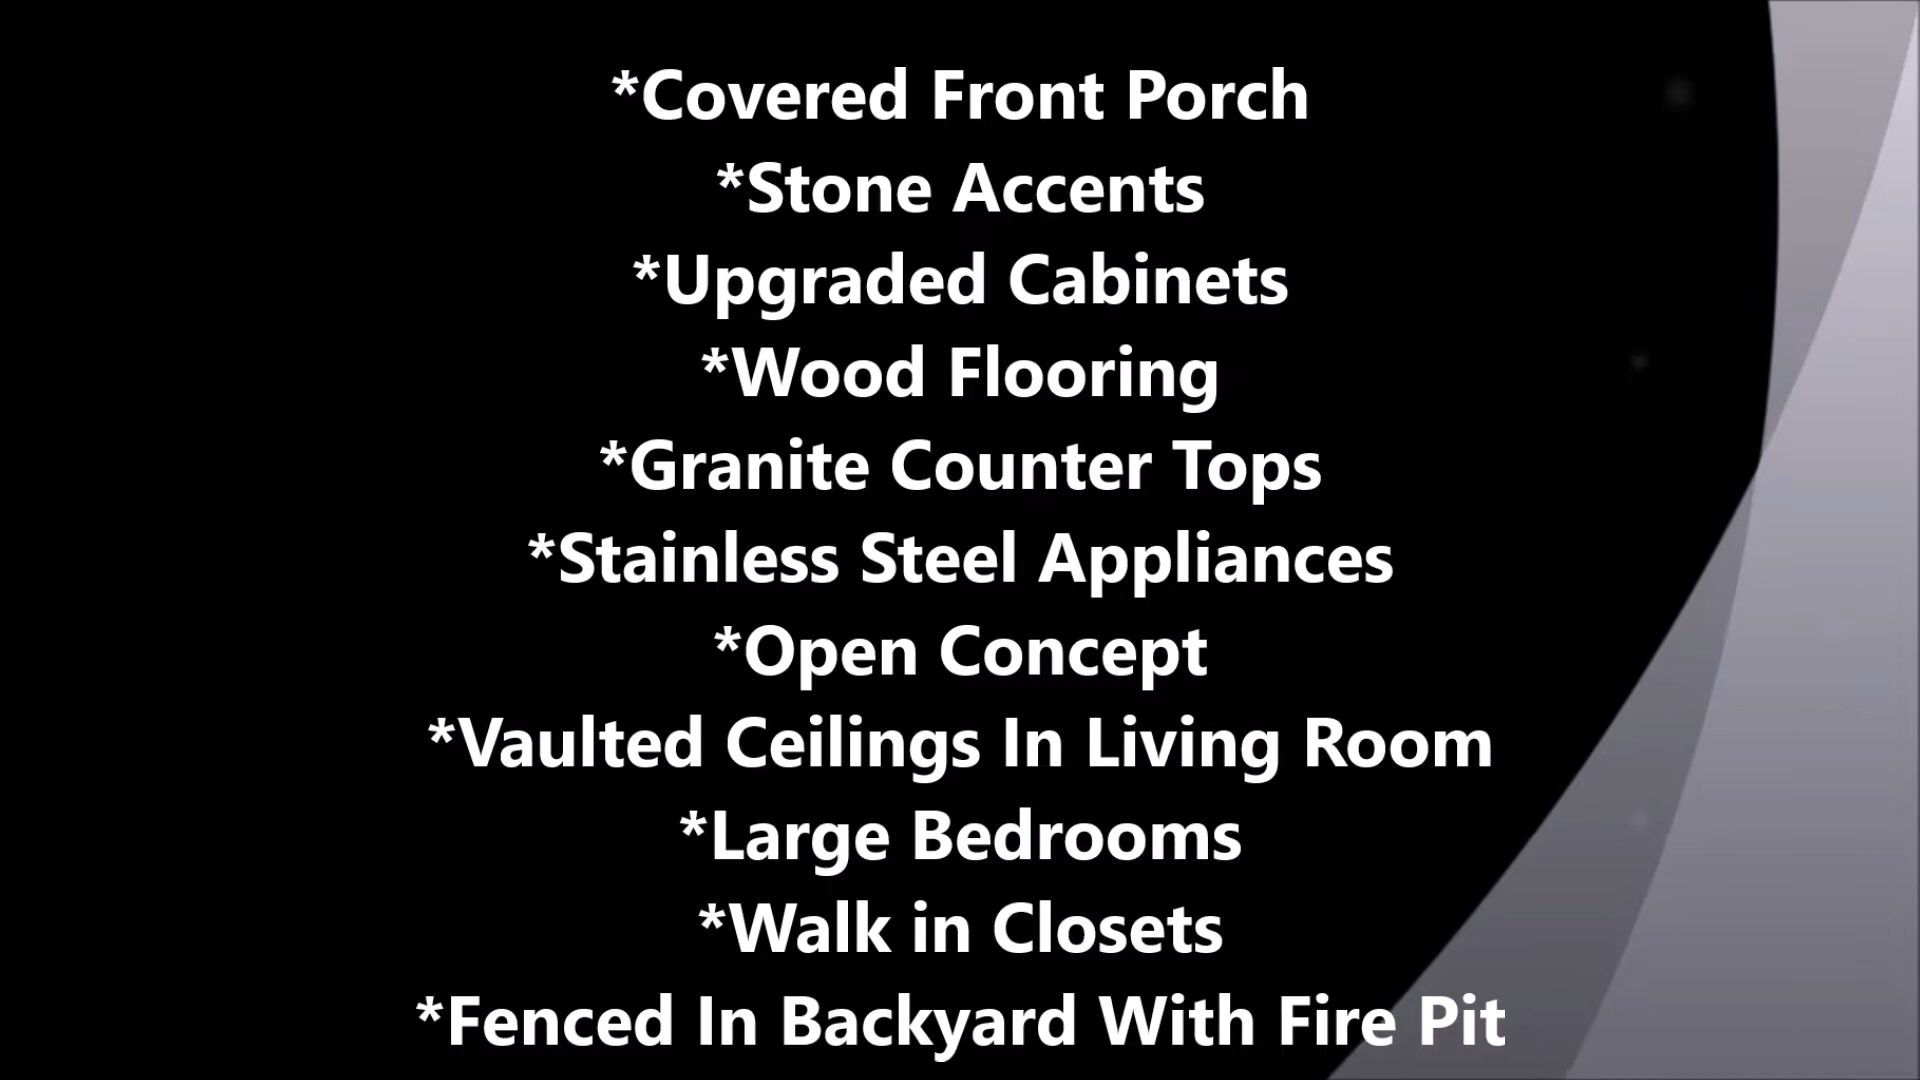 *Covered Front Porch
*Stone Accents
*Upgraded Cabinets
*Wood Flooring
*Granite Counter Tops
*Stainless Steel Appliances
*Open Concept
*Vaulted Ceilings In Living Room
*Large Bedrooms
*Walk in Closets
*Fenced In Backyard With Fire Pit